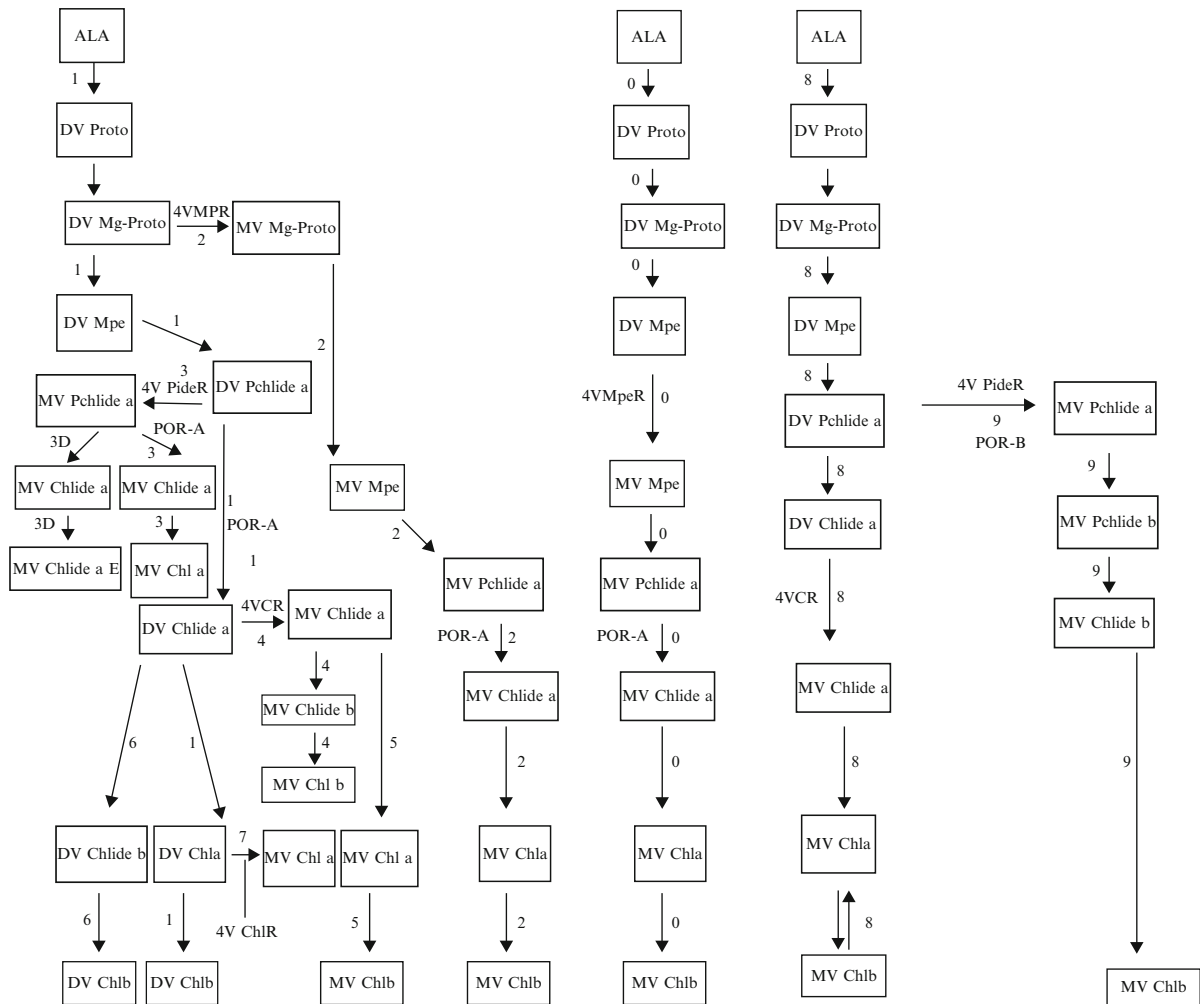 ALA
ALA
ALA
1
0
8
DV Proto
DV Proto
DV Proto
0
4VMPR
DV Mg-Proto
MV Mg-Proto
DV Mg-Proto
DV Mg-Proto
2
1
0
8
DV Mpe
DV Mpe
DV Mpe
1
2
3
4V PideR
DV Pchlide a
MV Pchlide a
8
4VMpeR
0
DV Pchlide a
4V PideR
9
POR-B
MV Pchlide a
POR-A
3D
3
MV Chlide a
MV Chlide a
MV Mpe
MV Mpe
8
9
1
POR-A
1
3D
3
2
0
DV Chlide a
MV Pchlide b
MV Chlide a E
MV Chl a
MV Pchlide a
MV Pchlide a
9
4VCR
4
DV Chlide a
MV Chlide a
4VCR
8
MV Chlide b
POR-A
2
POR-A
0
4
MV Chlide b
MV Chlide a
MV Chlide a
MV Chlide a
6
1
4
5
MV Chl b
2
0
8
9
7
DV Chlide b
DV Chla
MV Chl a
MV Chl a
MV Chla
MV Chla
MV Chla
6
1
4V ChlR
5
2
0
8
DV Chlb
DV Chlb
MV Chlb
MV Chlb
MV Chlb
MV Chlb
MV Chlb